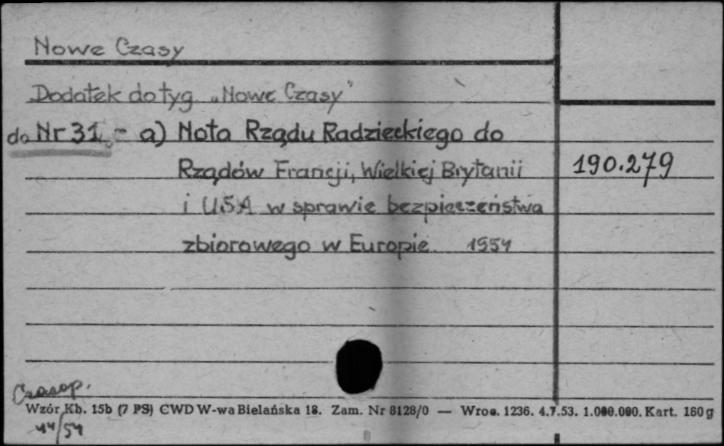 Nowe Czasy
Dodatek do tyg. "Nowe Czasy"
do Nr 31 - a) Nota Rządu Radzieckiego do
Rządów Francji, Wielkiej Brytanii
190.279
i USA w sprawie bezpieczeństwa
zbiorowego w Europie 1954
Czasop.
Wzór Kb. 15b (7 PS) CWD W-wa Bielańska 18. Zam. Nr 8128/0 — Wroc. 1236. 4.7.53. 1.000.000. Kart. 180 g
44/54